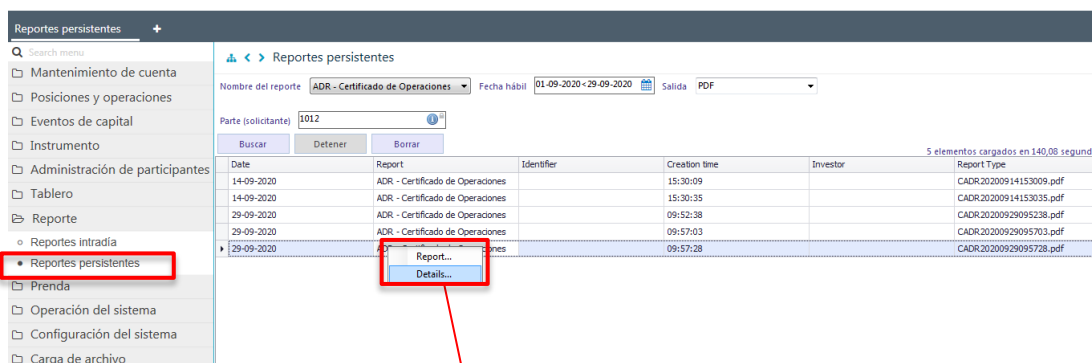 Reportes persistentes +
Search menu
Mantenimiento de cuenta
Posiciones y operaciones
Eventos de capital
Instrumento
Administración de participantes
Tablero
Reporte
Reportes intradía
Reportes persistentes
Prenda
Operación del sistema
Configuración del sistema
Carga de archivo
Reportes persistentes
Nombre del reporte ADR - Certificado de Operaciones Fecha hábil 01-09-2020<29-09-2020 Salida PDF
Parte (solicitante) 1012
Buscar Detener Borrar
5 elementos cargados en 140,08 segund
Date Report Identifier Creation time Investor Report Type
14-09-2020 ADR - Certificado de Operaciones 15:30:09 CADR20200914153009.pdf
14-09-2020 ADR - Certificado de Operaciones 15:30:35 CADR20200914153035.pdf
29-09-2020 ADR - Certificado de Operaciones 09:52:38 CADR20200929095238.pdf
29-09-2020 ADR - Certificado de Operaciones 09:57:03 CADR20200929095703.pdf
29-09-2020 09:57:28 CADR20200929095728.pdf
Report...
Details...